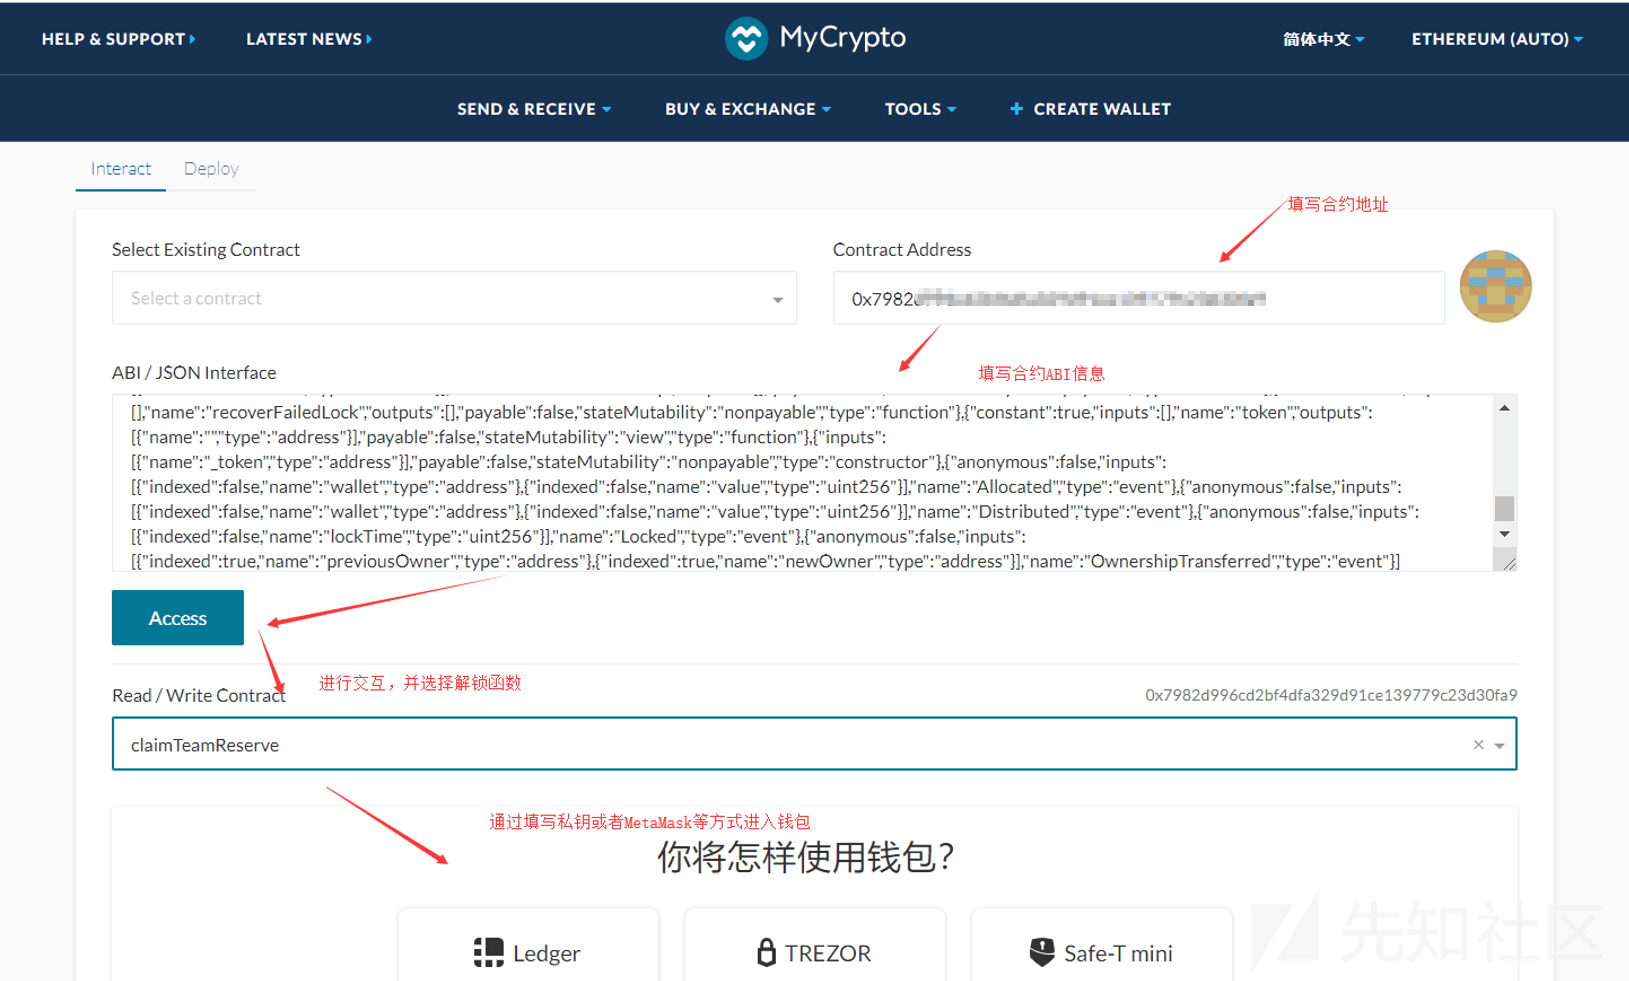 HELP & SUPPORT
LATEST NEWS
MyCrypto
简体中文
ETHEREUM (AUTO)
SEND & RECEIVE
BUY & EXCHANGE
TOOLS
+ CREATE WALLET
Interact
Deploy
填写合约地址
Select Existing Contract
Contract Address
Select a contract
0x7982
填写合约ABI信息
ABI / JSON Interface
[],"name":"recoverFailedLock","outputs":[],"payable":false,"stateMutability":"nonpayable","type":"function"},{"constant":true,"inputs":[],"name":"token","outputs":
[{"name":"","type":"address"}],"payable":false,"stateMutability":"view","type":"function"},{"inputs":
[{"name":"_token","type":"address"}],"payable":false,"stateMutability":"nonpayable","type":"constructor"},{"anonymous":false,"inputs":
[{"indexed":false,"name":"wallet","type":"address"},{"indexed":false,"name":"value","type":"uint256"}],"name":"Allocated","type":"event"},{"anonymous":false,"inputs":
[{"indexed":false,"name":"wallet","type":"address"},{"indexed":false,"name":"value","type":"uint256"}],"name":"Distributed","type":"event"},{"anonymous":false,"inputs":
[{"indexed":false,"name":"lockTime","type":"uint256"}],"name":"Locked","type":"event"},{"anonymous":false,"inputs":
[{"indexed":true,"name":"previousOwner","type":"address"},{"indexed":true,"name":"newOwner","type":"address"}],"name":"OwnershipTransferred","type":"event"}]
Access
进行交互，并选择解锁函数
Read / Write Contract
0x7982d996cd2bf4dfa329d91ce139779c23d30fa9
claimTeamReserve
通过填写私钥或者MetaMask等方式进入钱包
你将怎样使用钱包？
Ledger
TREZOR
Safe-T mini
先知社区